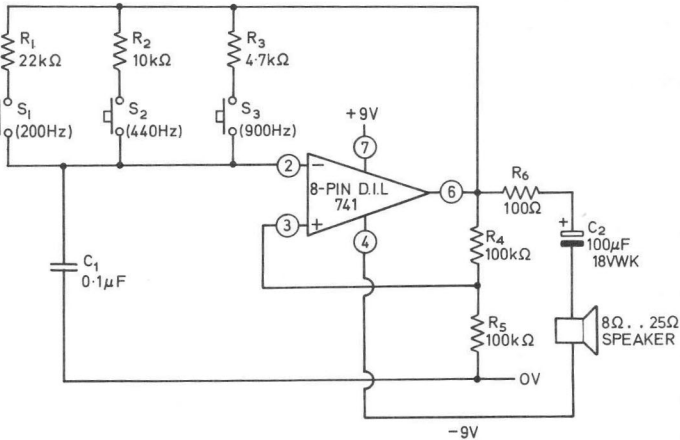 R1
22kΩ
R2
10kΩ
R3
4·7kΩ
S1
(200Hz)
S2
(440Hz)
S3
(900Hz)
+9V
7
2
−
8-PIN D.I.L
741
6
3
+
4
R6
100Ω
R4
100kΩ
+
C2
100µF
18VWK
C1
0·1µF
R5
100kΩ
8Ω..25Ω
SPEAKER
0V
−9V